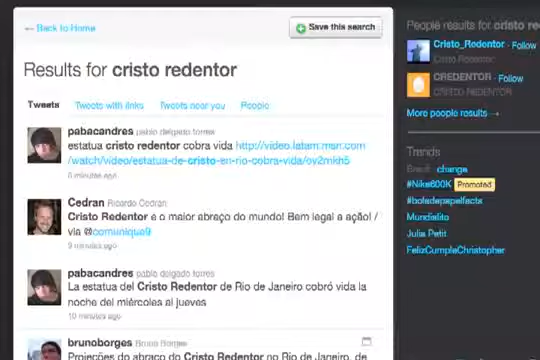 ← Back to Home
Save this search
Results for cristo redentor
Tweets Tweets with links Tweets near you People
pabacandres pablo delgado torres
estatua cristo redentor cobra vida http://video.latam.msn.com
/watch/video/estatua-de-cristo-en-rio-cobra-vida/oy2mkh5
8 minutes ago
Cedran Ricardo Cedran
Cristo Redentor e o maior abraço do mundo! Bem legal a ação! /
via @comunique9
9 minutes ago
pabacandres pablo delgado torres
La estatua del Cristo Redentor de Rio de Janeiro cobró vida la
noche del miércoles al jueves
10 minutes ago
brunoborges Bruno Borges
Projeções do abraço do Cristo Redentor no Rio de Janeiro, de
People results for cristo re
Cristo_Redentor · Follow
Cristo Redentor
CREDENTOR · Follow
CRISTO REDENTOR
More people results →
Trends
Brazil change
#Nike600K Promoted
Mundialito
Julia Petit
FelizCumpleChristopher